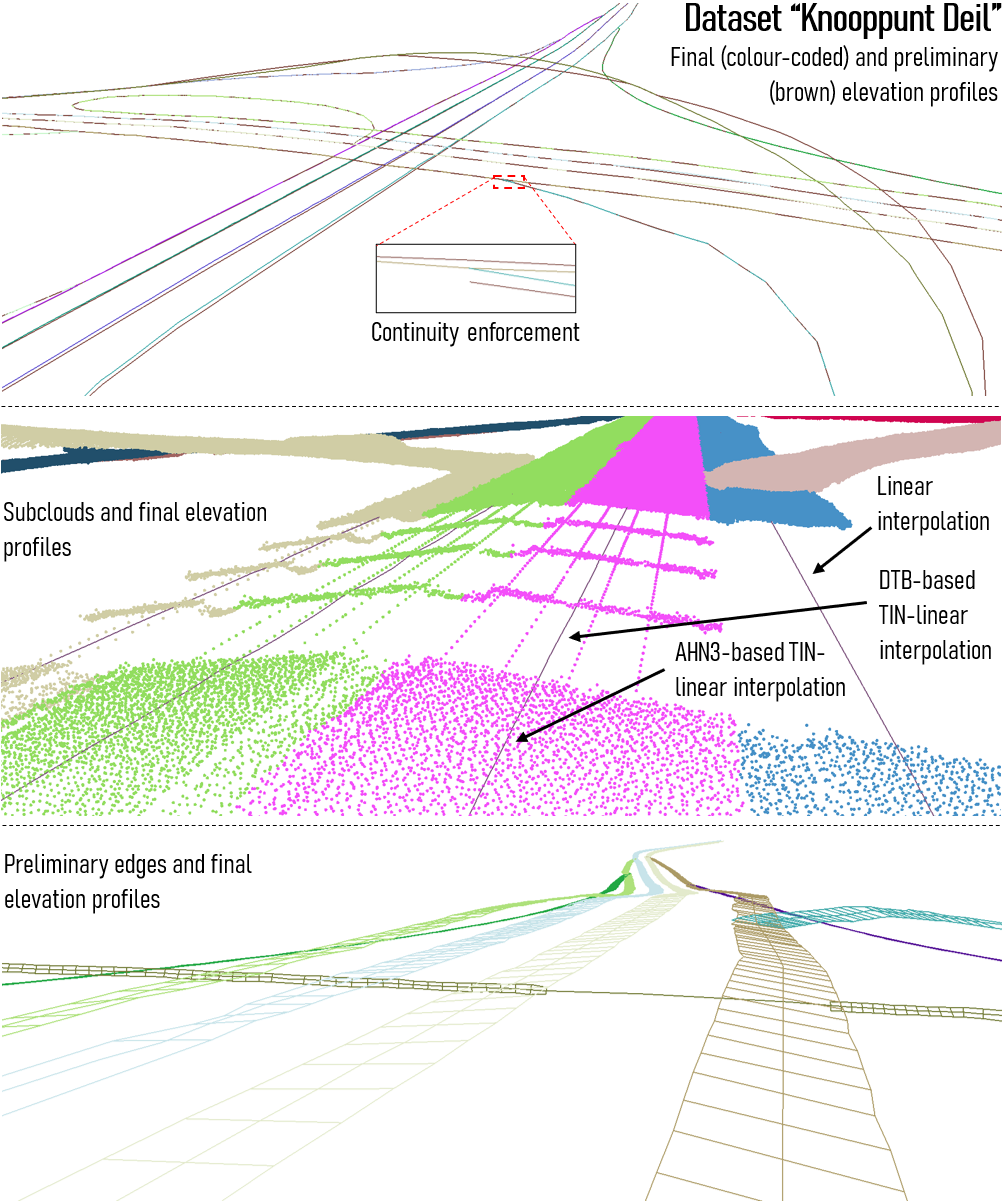 Dataset “Knooppunt Deil”
Final (colour-coded) and preliminary
(brown) elevation profiles
Continuity enforcement
Subclouds and final elevation
profiles
Linear
interpolation
DTB-based
TIN-linear
interpolation
AHN3-based TIN-
linear interpolation
Preliminary edges and final
elevation profiles